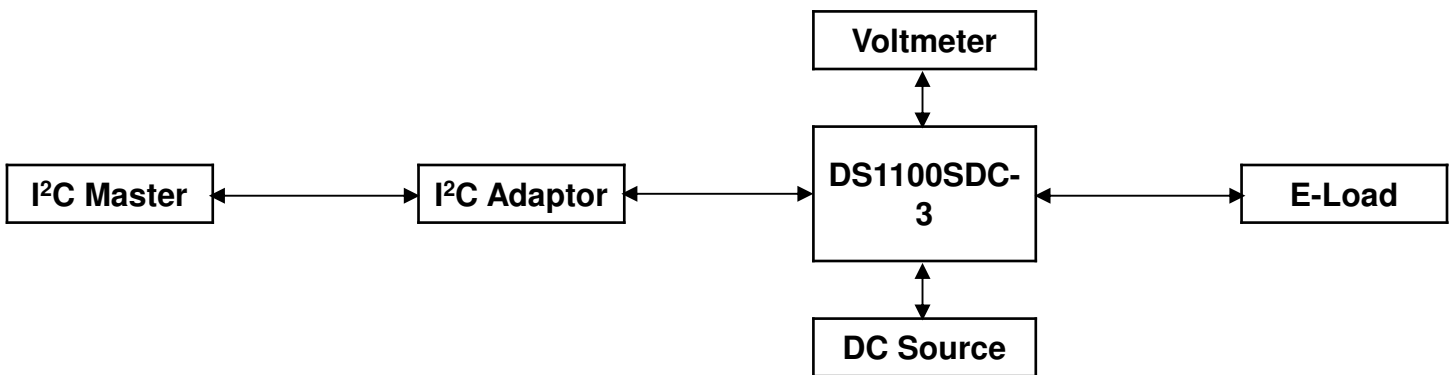 Voltmeter
I²C Master
I²C Adaptor
DS1100SDC-
3
E-Load
DC Source